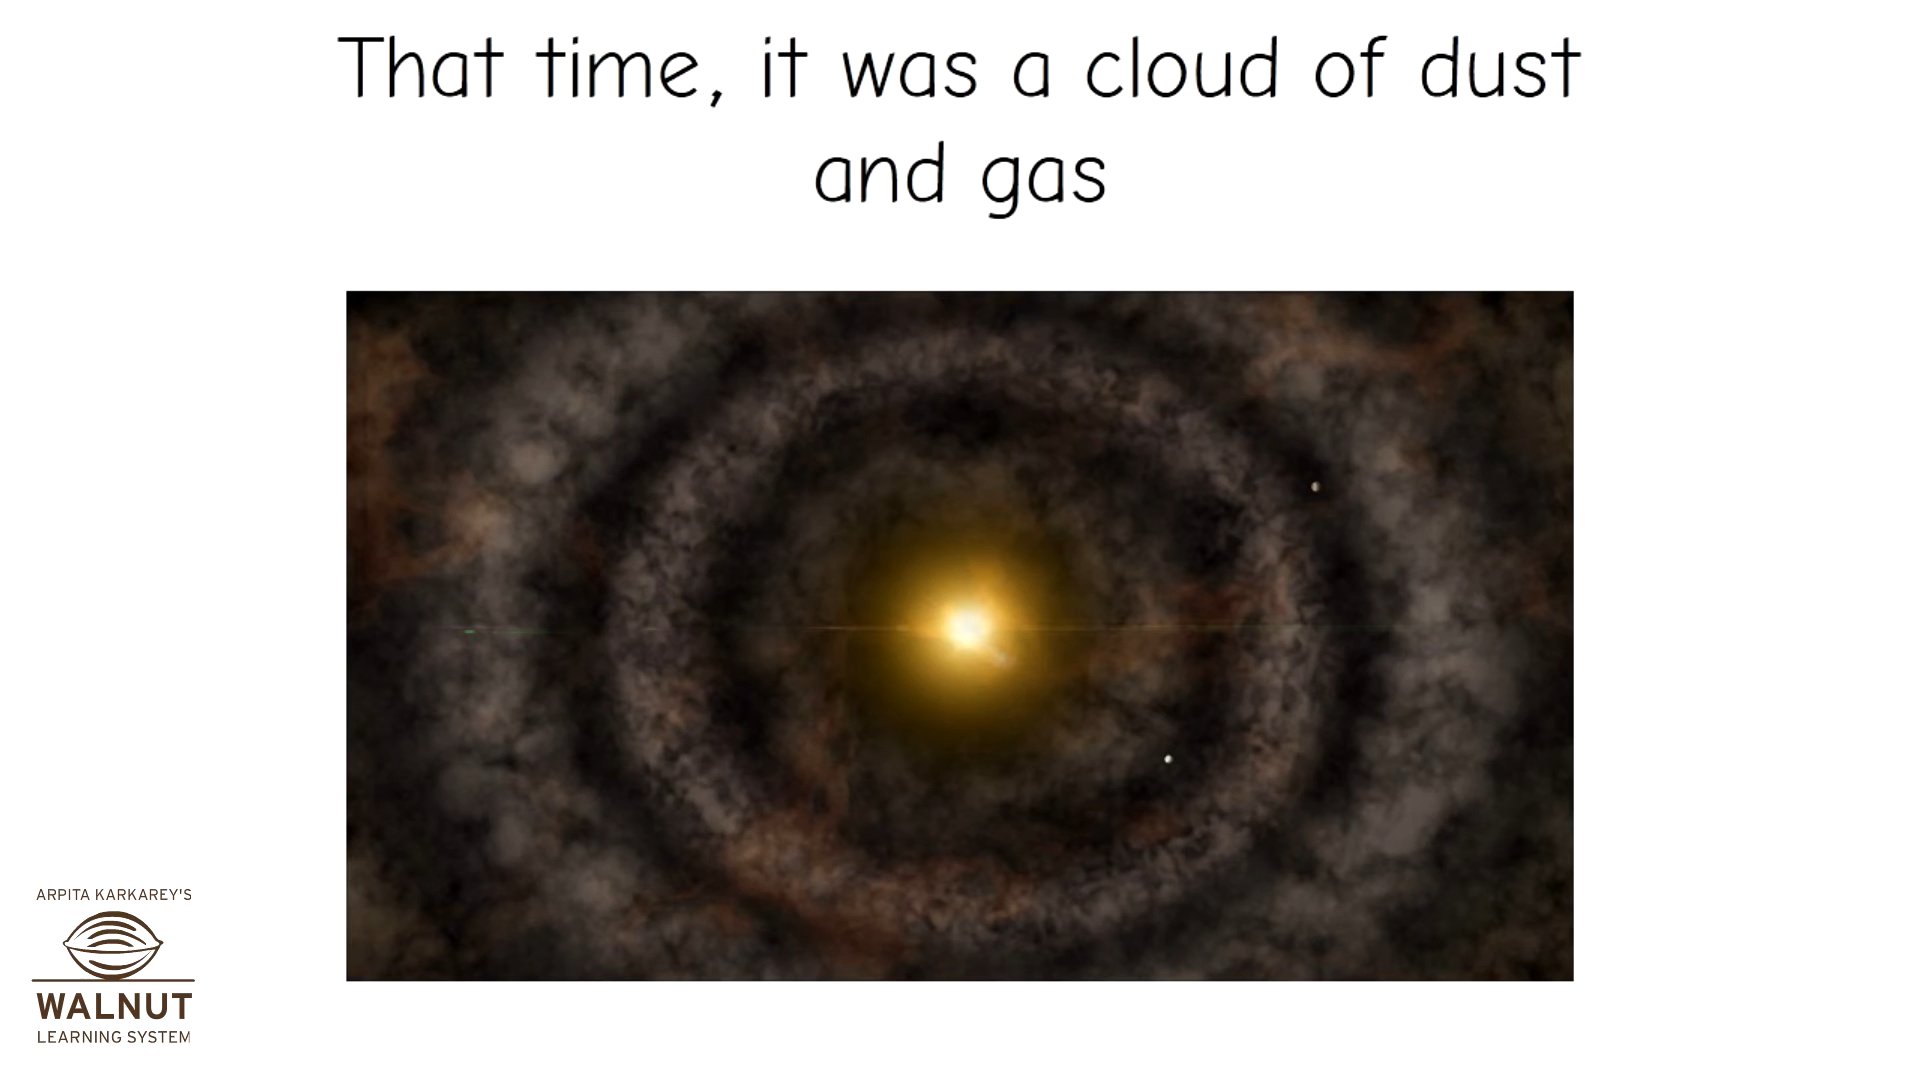 That time, it was a cloud of dust
and gas
ARPITA KARKAREY'S
WALNUT
LEARNING SYSTEM